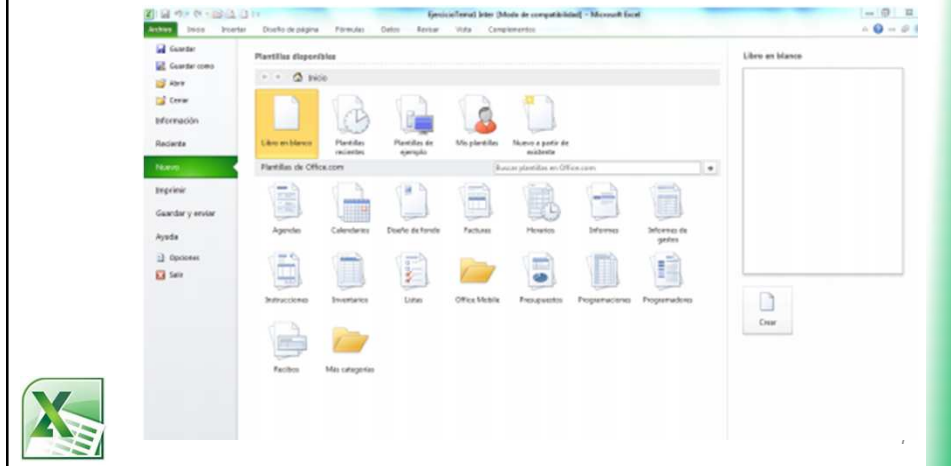 EjercicioTema1 Inter [Modo de compatibilidad] - Microsoft Excel
Archivo Inicio Insertar Diseño de página Fórmulas Datos Revisar Vista Complementos
Guardar
Guardar como
Abrir
Cerrar
Información
Reciente
Nuevo
Imprimir
Guardar y enviar
Ayuda
Opciones
Salir
Plantillas disponibles
Inicio
Libro en blanco
Plantillas recientes
Plantillas de ejemplo
Mis plantillas
Nuevo a partir de existente
Plantillas de Office.com
Buscar plantillas en Office.com
Agendas Calendarios Diseño de fondo Facturas Horarios Informes Informes de gastos
Instrucciones Inventarios Listas Office Mobile Presupuestos Programaciones Programadores
Recibos Más categorías
Libro en blanco
Crear